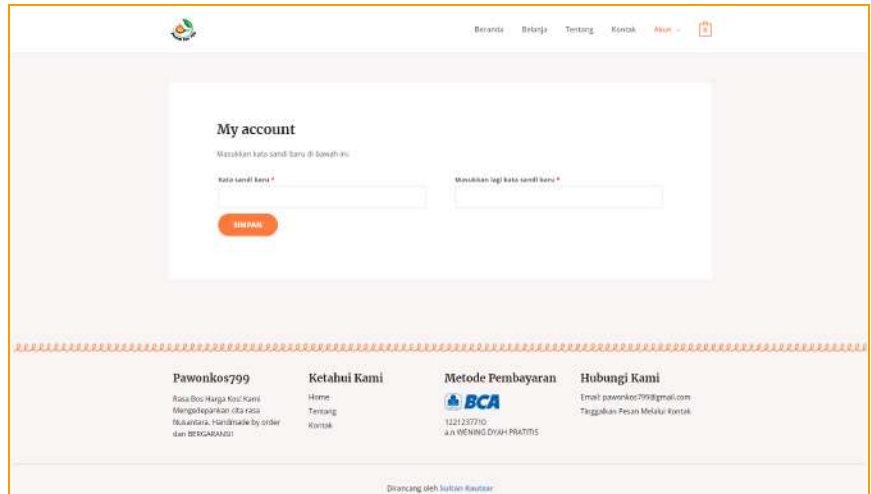 Beranda Belanja Tentang Kontak Akun 0
My account
Masukkan kata sandi baru di bawah ini.
Kata sandi baru * Masukkan lagi kata sandi baru *
SIMPAN
Pawonkos799 Ketahui Kami Metode Pembayaran Hubungi Kami
Rasa Bos Harga Kos! Kami
Mengedepankan cita rasa
Nusantara. Handmade by order
dan BERGARANSI!
Home
Tentang
Kontak
BCA
1221237710
a.n WENING DYAH PRATITIS
Email: pawonkos799@gmail.com
Tinggalkan Pesan Melalui Kontak
Dirancang oleh Sultan Kautsar